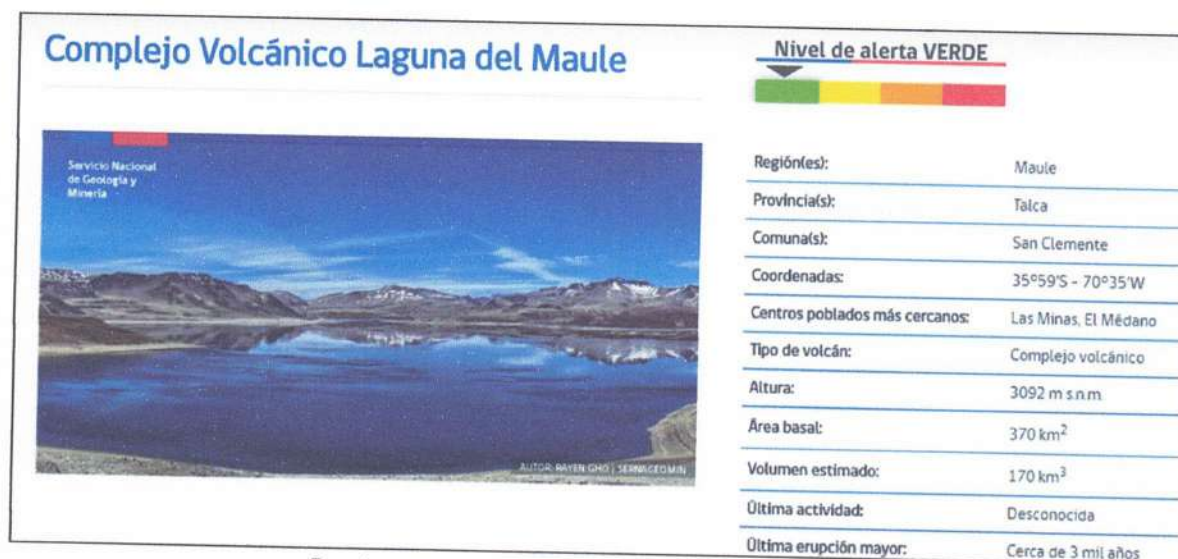 Complejo Volcánico Laguna del Maule
Servicio Nacional
de Geología y
Minería
AUTOR: RAYEN GHO | SERNAGEOMIN
Nivel de alerta VERDE
Región(es): Maule
Provincia(s): Talca
Comuna(s): San Clemente
Coordenadas: 35°59'S - 70°35'W
Centros poblados más cercanos: Las Minas, El Médano
Tipo de volcán: Complejo volcánico
Altura: 3092 m s.n.m.
Área basal: 370 km²
Volumen estimado: 170 km³
Última actividad: Desconocida
Última erupción mayor: Cerca de 3 mil años